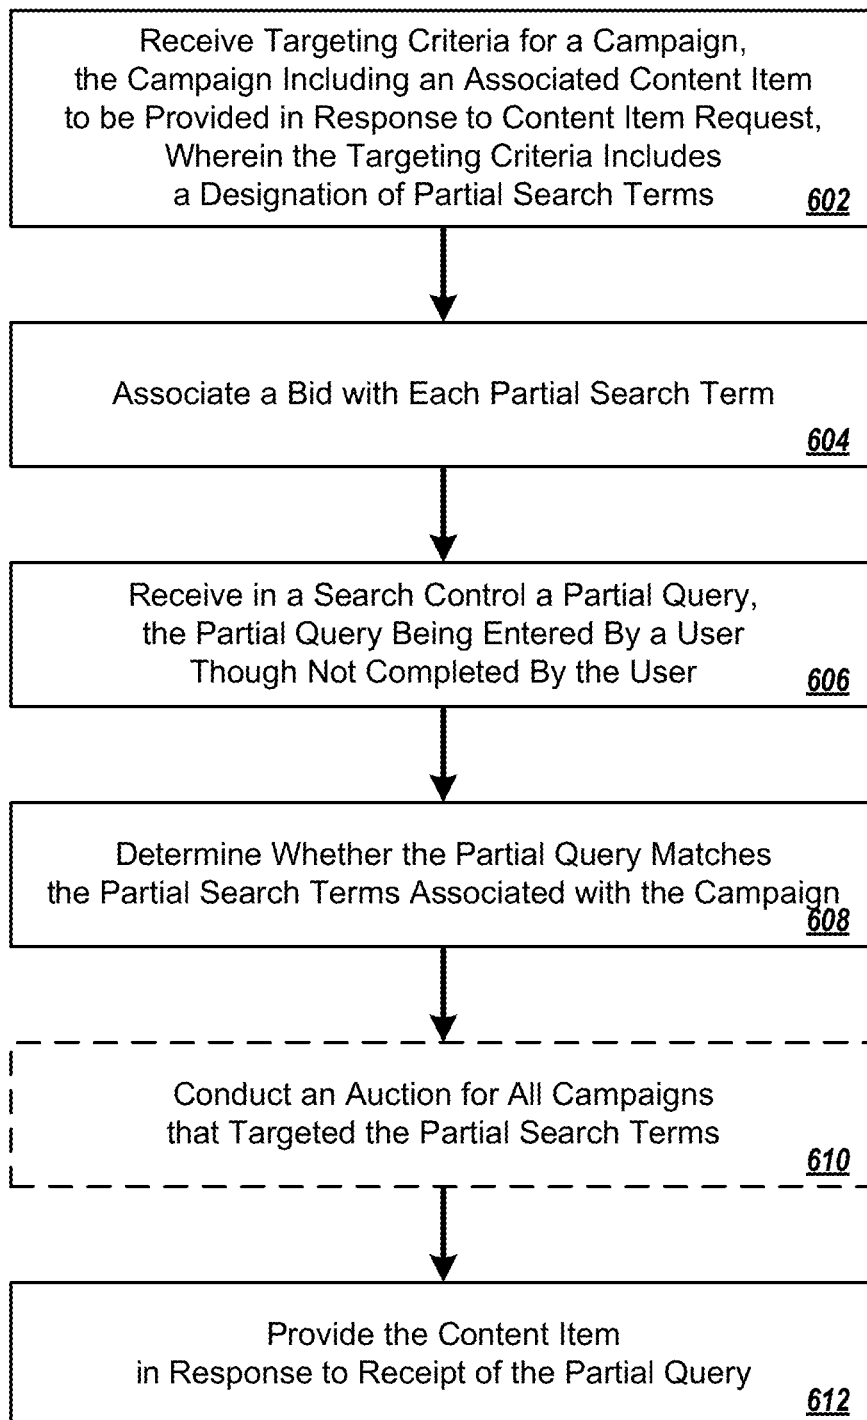 Receive Targeting Criteria for a Campaign,
the Campaign Including an Associated Content Item
to be Provided in Response to Content Item Request,
Wherein the Targeting Criteria Includes
a Designation of Partial Search Terms
602
Associate a Bid with Each Partial Search Term
604
Receive in a Search Control a Partial Query,
the Partial Query Being Entered By a User
Though Not Completed By the User
606
Determine Whether the Partial Query Matches
the Partial Search Terms Associated with the Campaign
608
Conduct an Auction for All Campaigns
that Targeted the Partial Search Terms
610
Provide the Content Item
in Response to Receipt of the Partial Query
612